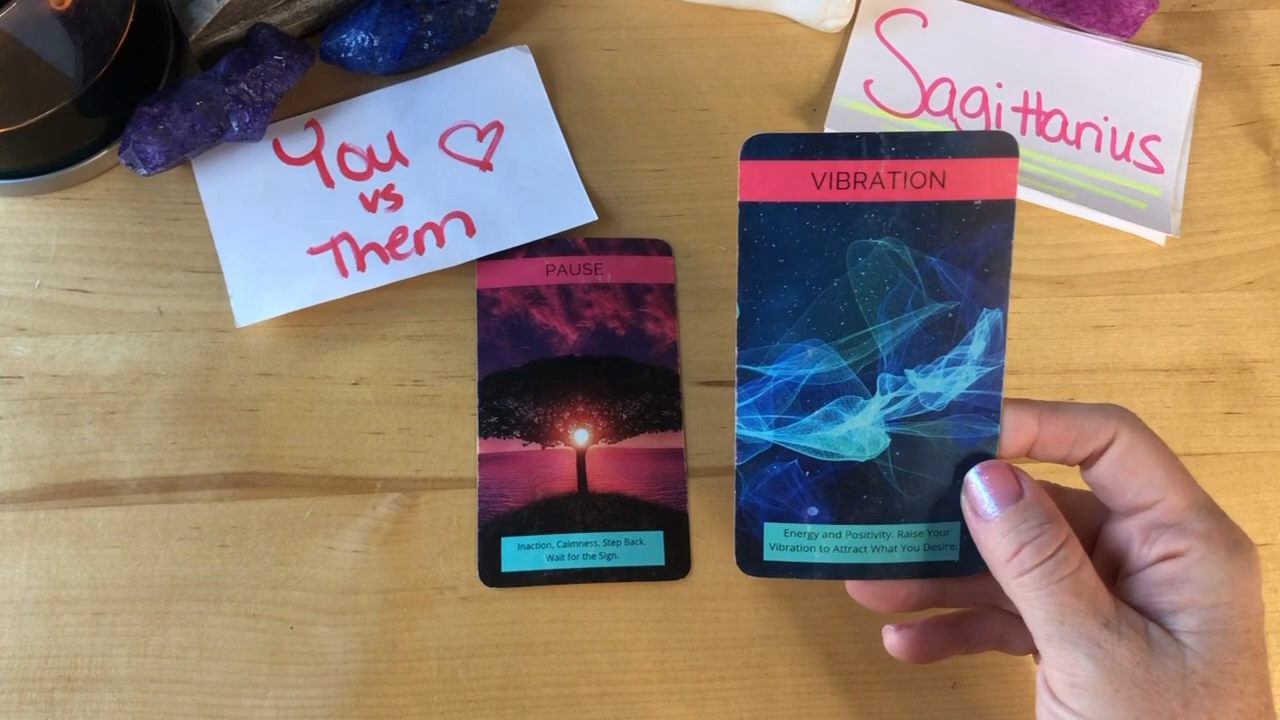 You ♡
vs
Them
Sagittarius
PAUSE
Inaction, Calmness, Step Back.
Wait for the Sign.
VIBRATION
Energy and Positivity. Raise Your
Vibration to Attract What You Desire.